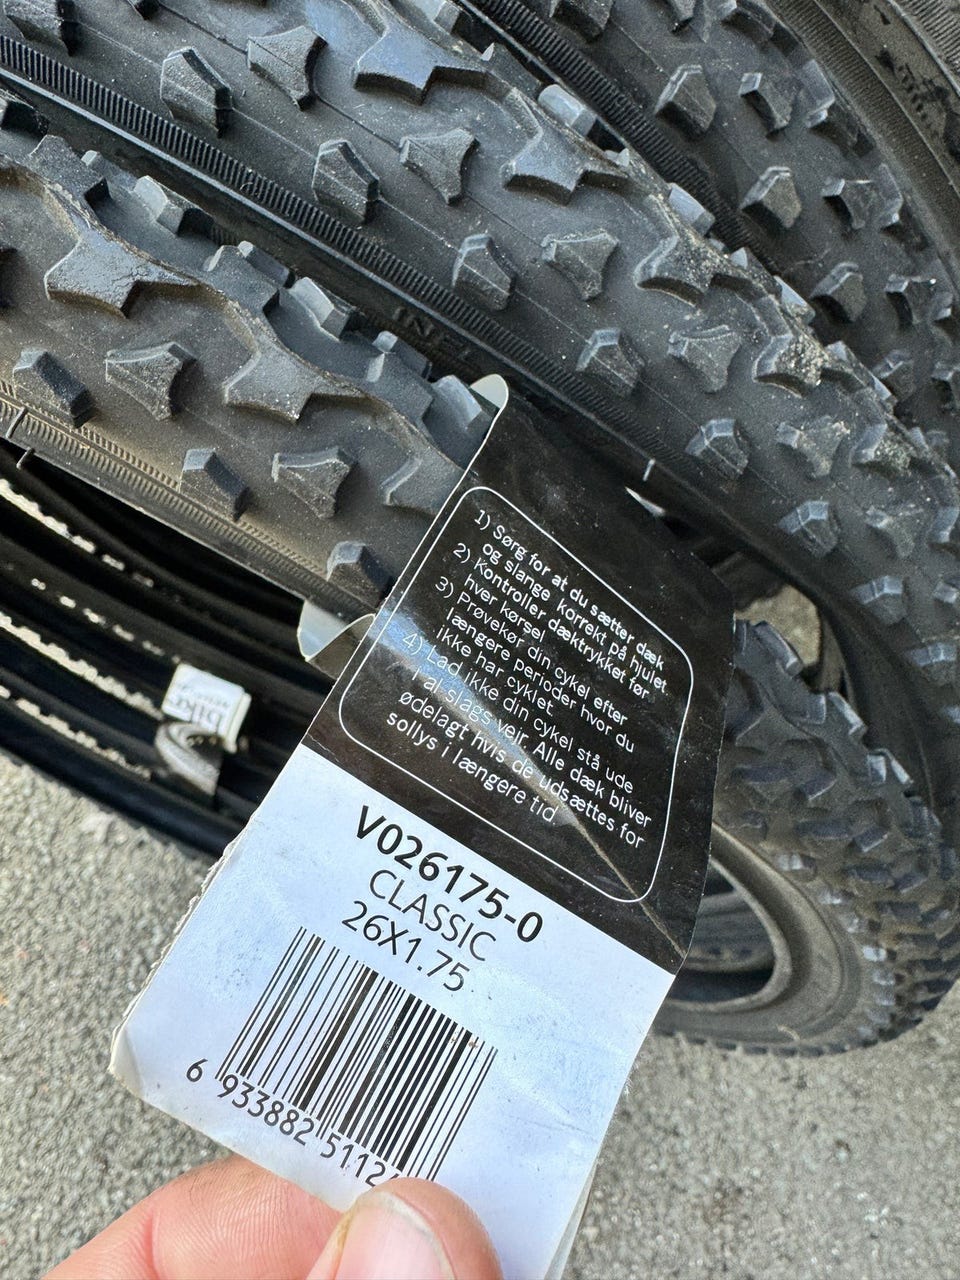 1) Sørg for at du sætter dæk
og slange korrekt på hjulet
2) Kontroller dæktrykket før
hver kørsel
3) Prøvekør din cykel efter
længere perioder hvor du
ikke har cyklet
4) Lad ikke din cykel stå ude
i al slags vejr. Alle dæk bliver
ødelagt hvis de udsættes for
sollys i længere tid
V026175-0
CLASSIC
26X1.75
6 933882 5112